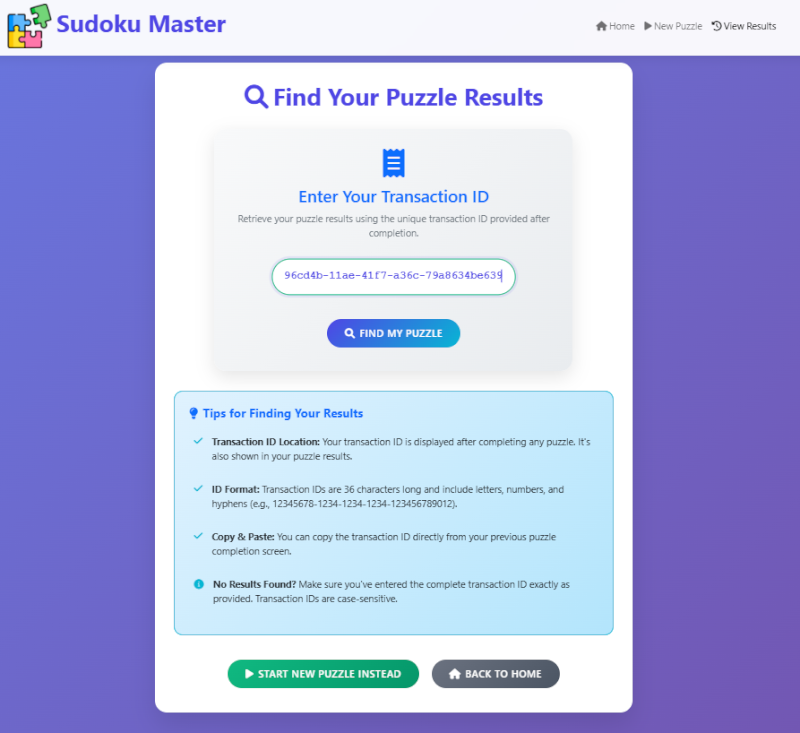 Sudoku Master
Home
New Puzzle
View Results
Find Your Puzzle Results
Enter Your Transaction ID
Retrieve your puzzle results using the unique transaction ID provided after
completion.
96cd4b-11ae-41f7-a36c-79a8634be639
FIND MY PUZZLE
Tips for Finding Your Results
Transaction ID Location: Your transaction ID is displayed after completing any puzzle. It's
also shown in your puzzle results.
ID Format: Transaction IDs are 36 characters long and include letters, numbers, and
hyphens (e.g., 12345678-1234-1234-1234-123456789012).
Copy & Paste: You can copy the transaction ID directly from your previous puzzle
completion screen.
No Results Found? Make sure you've entered the complete transaction ID exactly as
provided. Transaction IDs are case-sensitive.
START NEW PUZZLE INSTEAD
BACK TO HOME